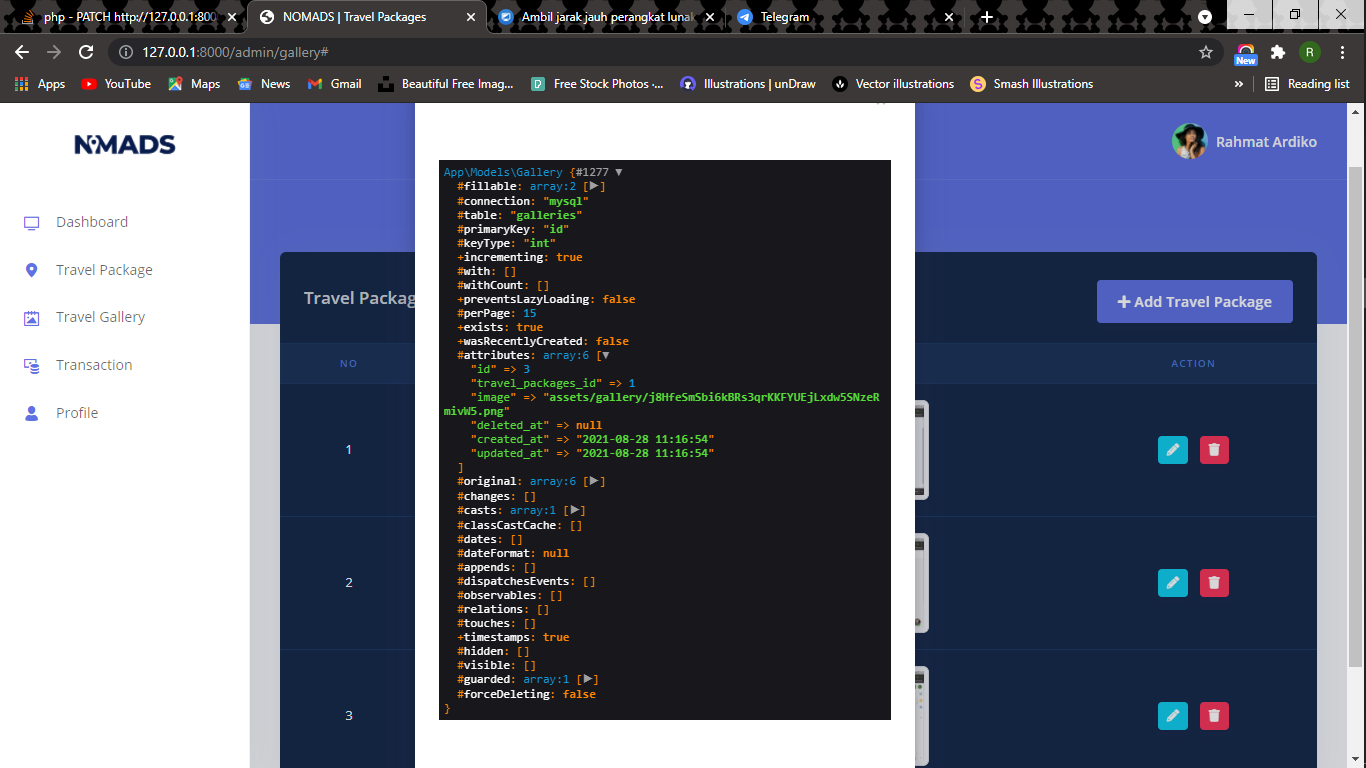 php - PATCH http://127.0.0.1:800
NOMADS | Travel Packages
Ambil jarak jauh perangkat lunak
Telegram
127.0.0.1:8000/admin/gallery#
R
New
Apps
YouTube
Maps
News
Gmail
Beautiful Free Imag...
Free Stock Photos ·...
Illustrations | unDraw
Vector illustrations
Smash Illustrations
»
Reading list
NOMADS
Rahmat Ardiko
Dashboard
Travel Package
Travel Gallery
Transaction
Profile
Travel Packag
Add Travel Package
NO
ACTION
1
2
3
App\Models\Gallery {#1277 ▼
#fillable: array:2 [▶]
#connection: "mysql"
#table: "galleries"
#primaryKey: "id"
#keyType: "int"
+incrementing: true
#with: []
#withCount: []
+preventsLazyLoading: false
#perPage: 15
+exists: true
+wasRecentlyCreated: false
#attributes: array:6 [▼
"id" => 3
"travel_packages_id" => 1
"image" => "assets/gallery/j8HfeSmSbi6kBRs3qrKKFYUEjLxdw5SNzeR
mivW5.png"
"deleted_at" => null
"created_at" => "2021-08-28 11:16:54"
"updated_at" => "2021-08-28 11:16:54"
]
#original: array:6 [▶]
#changes: []
#casts: array:1 [▶]
#classCastCache: []
#dates: []
#dateFormat: null
#appends: []
#dispatchesEvents: []
#observables: []
#relations: []
#touches: []
+timestamps: true
#hidden: []
#visible: []
#guarded: array:1 [▶]
#forceDeleting: false
}